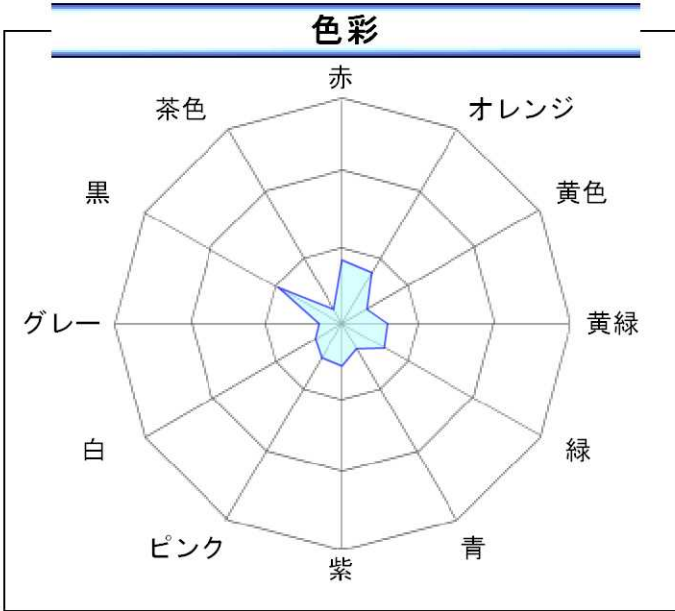 色彩
赤
オレンジ
黄色
黄緑
緑
青
紫
ピンク
白
グレー
黒
茶色